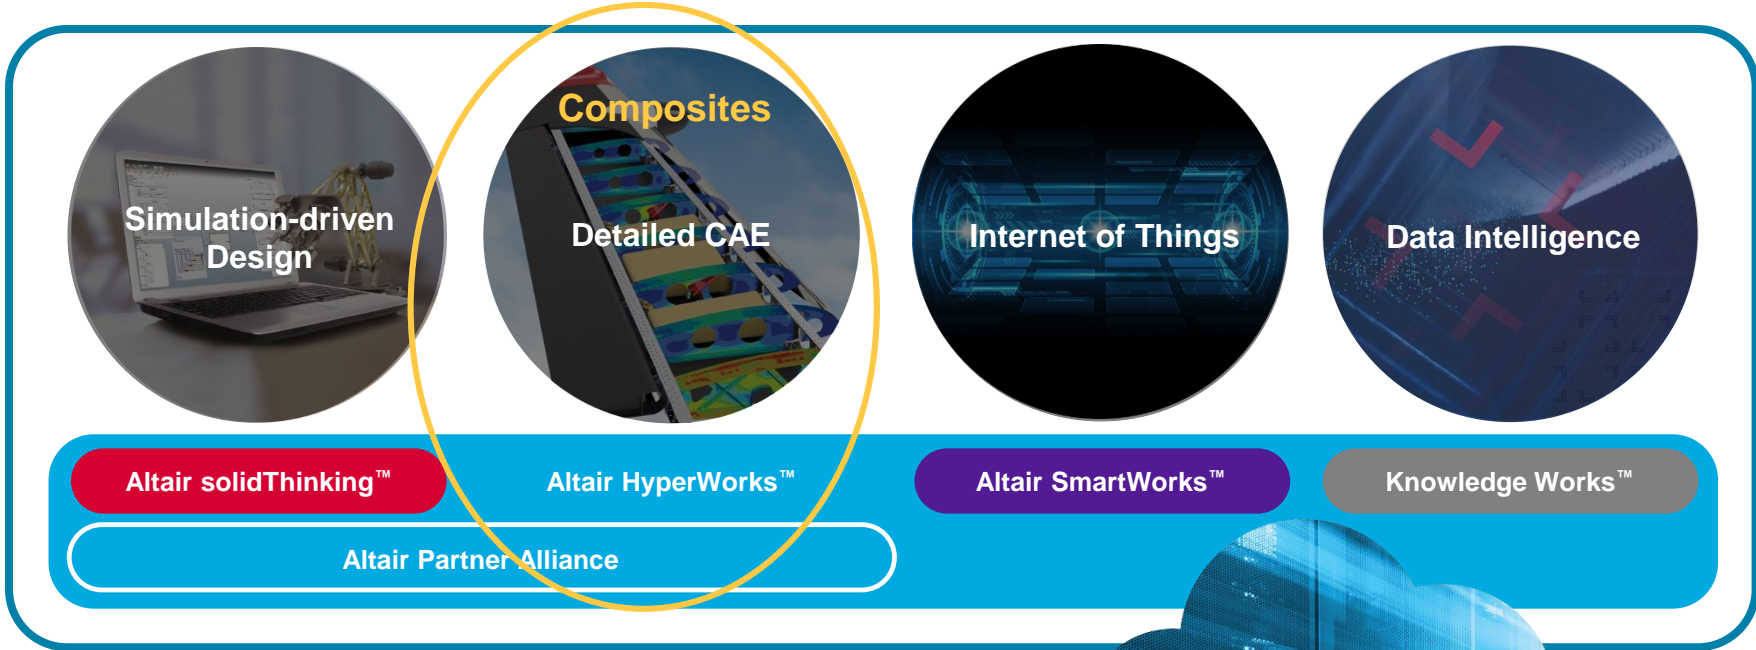 Composites
Simulation-driven
Design
Detailed CAE
Internet of Things
Data Intelligence
Altair solidThinking™
Altair HyperWorks™
Altair SmartWorks™
Knowledge Works™
Altair Partner Alliance